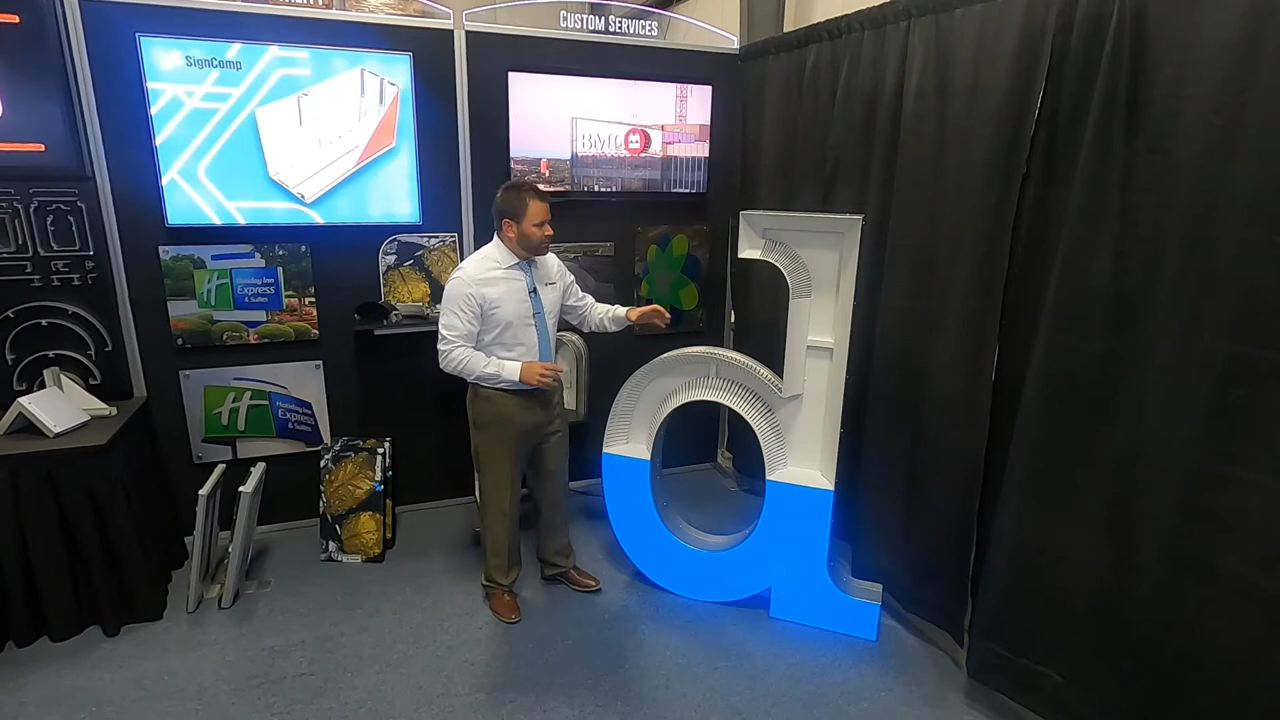 CUSTOM SERVICES
SignComp
BMO
Holiday Inn
Express
& Suites
Holiday Inn
Express
& Suites
d